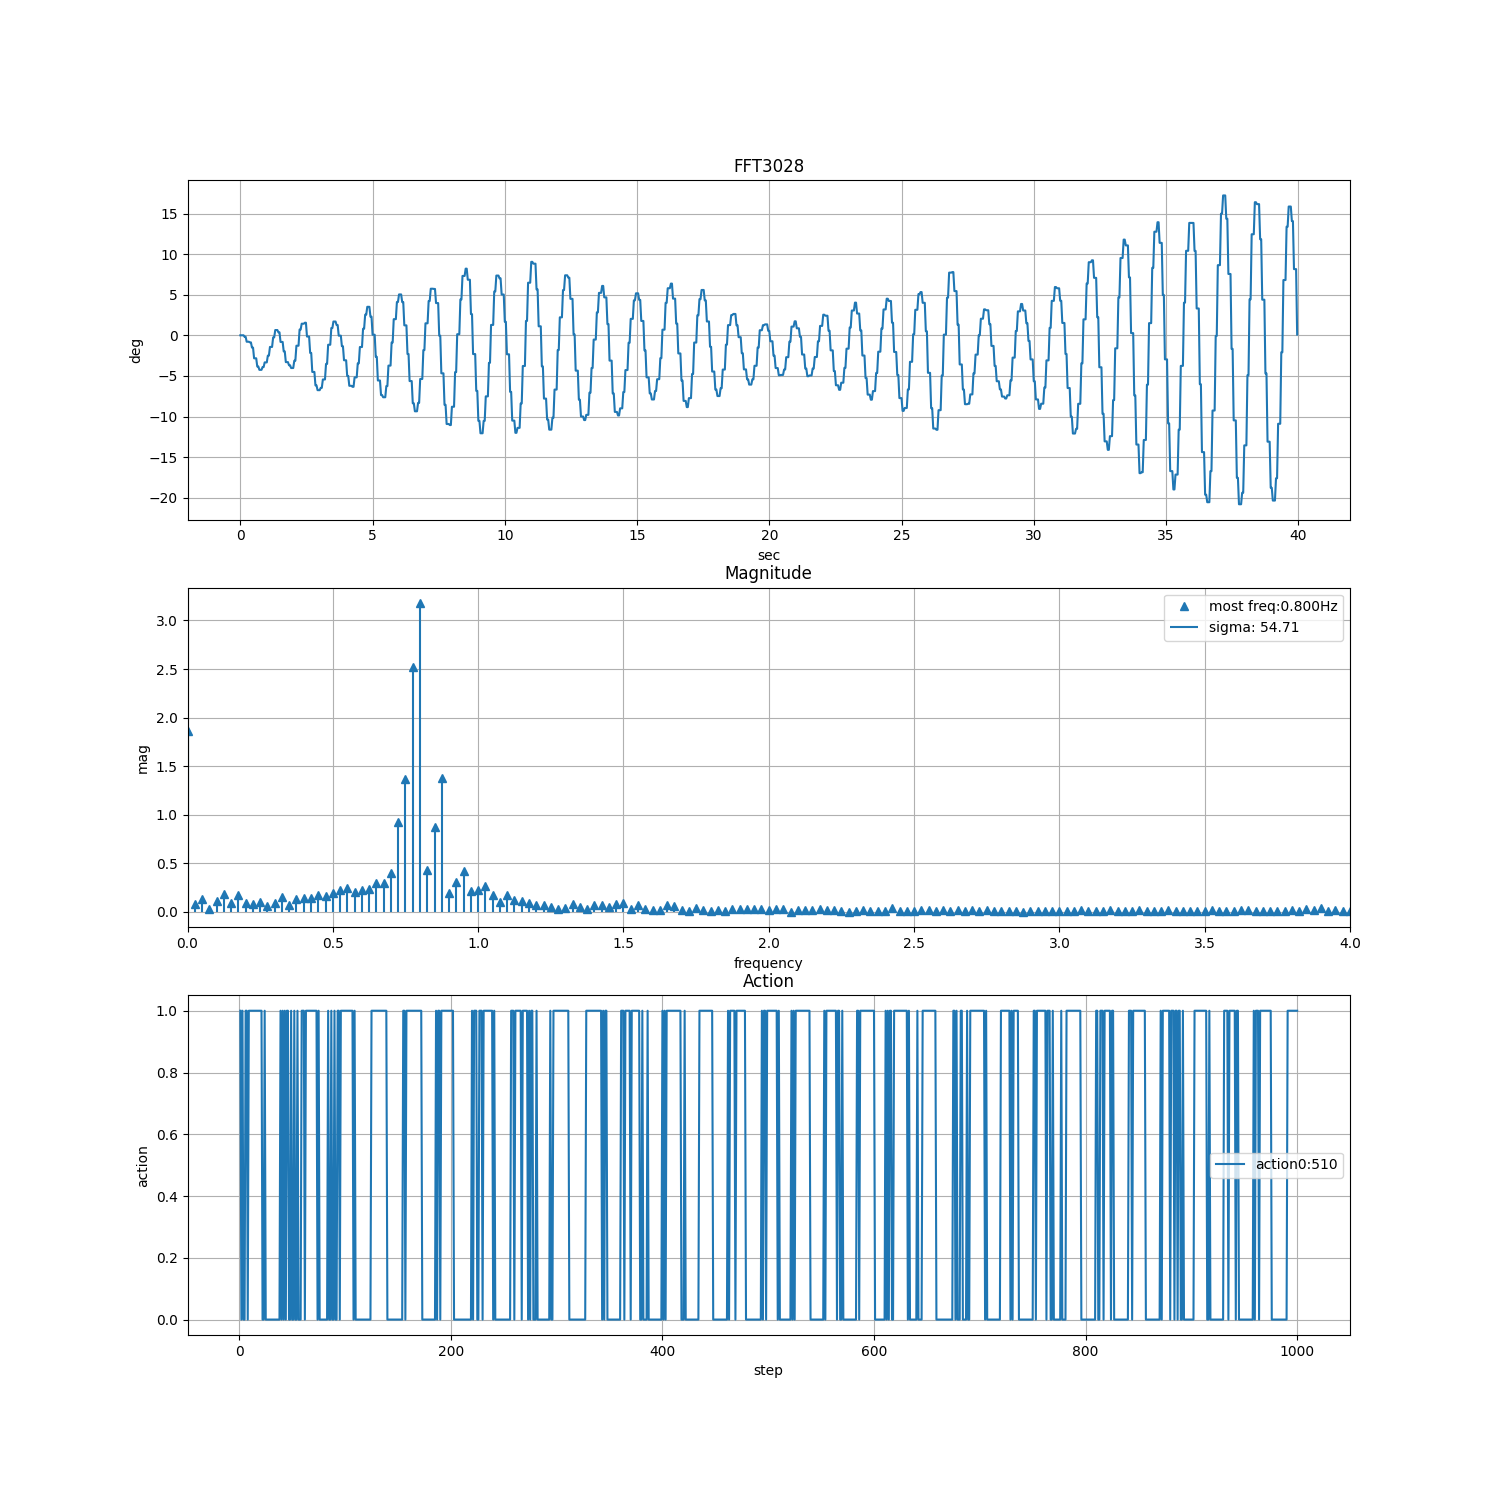 FFT3028
15
10
5
0
−5
−10
−15
−20
deg
0 5 10 15 20 25 30 35 40
sec
Magnitude
most freq:0.800Hz
sigma: 54.71
3.0
2.5
2.0
1.5
1.0
0.5
0.0
mag
0.0 0.5 1.0 1.5 2.0 2.5 3.0 3.5 4.0
frequency
Action
1.0
0.8
0.6
0.4
0.2
0.0
action
action0:510
0 200 400 600 800 1000
step